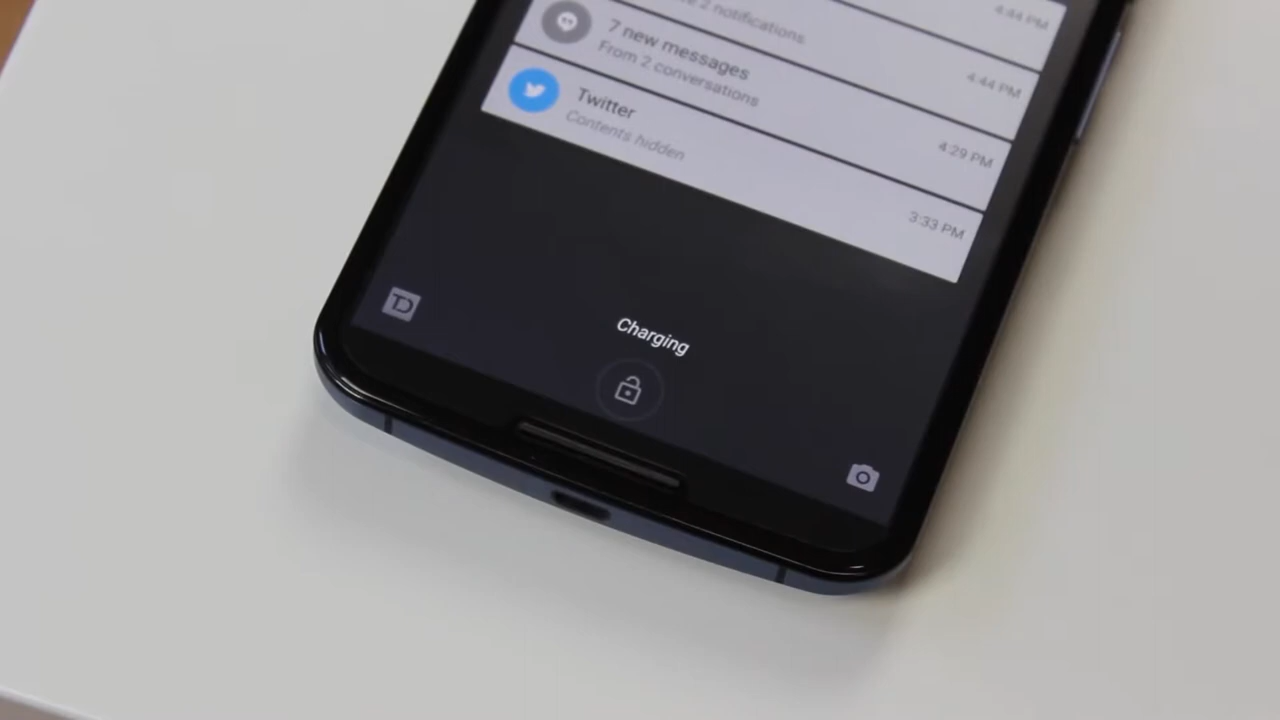 2 notifications
4:44 PM
7 new messages
From 2 conversations
4:44 PM
Twitter
Contents hidden
4:29 PM
3:33 PM
Charging
TD